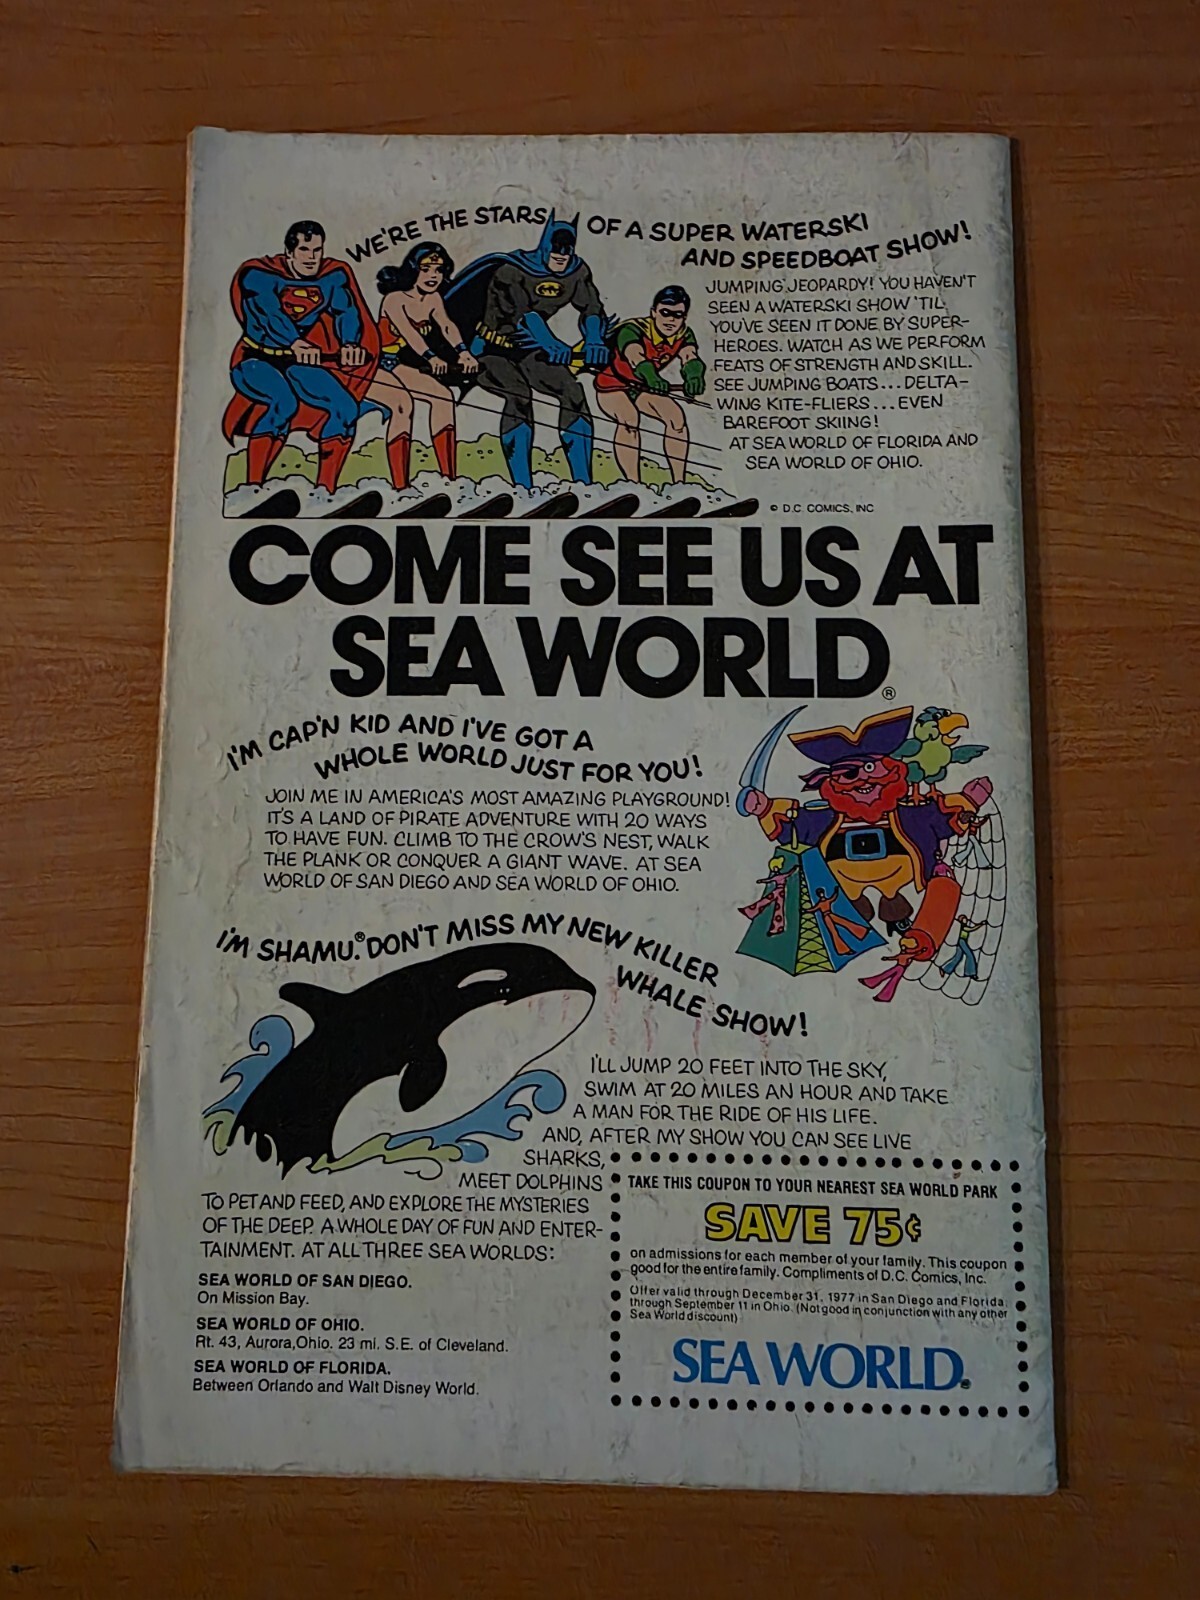 WE'RE THE STARS OF A SUPER WATERSKI
AND SPEEDBOAT SHOW!
JUMPING JEOPARDY! YOU HAVEN'T
SEEN A WATERSKI SHOW 'TIL
YOU'VE SEEN IT DONE BY SUPER-
HEROES. WATCH AS WE PERFORM
FEATS OF STRENGTH AND SKILL.
SEE JUMPING BOATS... DELTA-
WING KITE-FLIERS... EVEN
BAREFOOT SKIING!
AT SEA WORLD OF FLORIDA AND
SEA WORLD OF OHIO.
© D.C. COMICS, INC
COME SEE US AT
SEA WORLD®
I'M CAP'N KID AND I'VE GOT A
WHOLE WORLD JUST FOR YOU!
JOIN ME IN AMERICA'S MOST AMAZING PLAYGROUND!
IT'S A LAND OF PIRATE ADVENTURE WITH 20 WAYS
TO HAVE FUN. CLIMB TO THE CROW'S NEST, WALK
THE PLANK OR CONQUER A GIANT WAVE. AT SEA
WORLD OF SAN DIEGO AND SEA WORLD OF OHIO.
I'M SHAMU.® DON'T MISS MY NEW KILLER
WHALE SHOW!
I'LL JUMP 20 FEET INTO THE SKY,
SWIM AT 20 MILES AN HOUR AND TAKE
A MAN FOR THE RIDE OF HIS LIFE.
AND, AFTER MY SHOW YOU CAN SEE LIVE
SHARKS,
MEET DOLPHINS
TO PET AND FEED, AND EXPLORE THE MYSTERIES
OF THE DEEP. A WHOLE DAY OF FUN AND ENTER-
TAINMENT. AT ALL THREE SEA WORLDS:
SEA WORLD OF SAN DIEGO.
On Mission Bay.
SEA WORLD OF OHIO.
Rt. 43, Aurora, Ohio. 23 mi. S.E. of Cleveland.
SEA WORLD OF FLORIDA.
Between Orlando and Walt Disney World.
TAKE THIS COUPON TO YOUR NEAREST SEA WORLD PARK
SAVE 75¢
on admissions for each member of your family. This coupon
good for the entire family. Compliments of D.C. Comics, Inc.
Offer valid through December 31, 1977 in San Diego and Florida;
through September 11 in Ohio. (Not good in conjunction with any other
Sea World discount)
SEA WORLD®